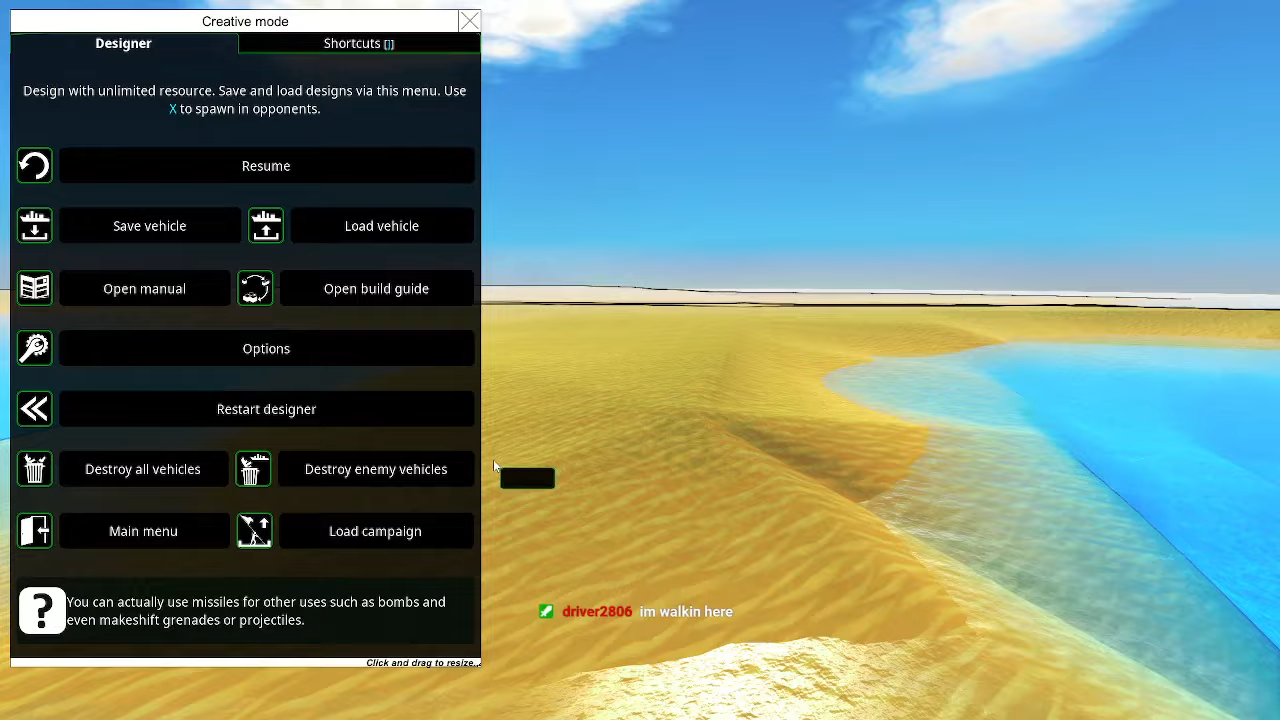 Creative mode
Designer
Shortcuts []]
Design with unlimited resource. Save and load designs via this menu. Use
X to spawn in opponents.
Resume
Save vehicle
Load vehicle
Open manual
Open build guide
Options
Restart designer
Destroy all vehicles
Destroy enemy vehicles
Main menu
Load campaign
?
You can actually use missiles for other uses such as bombs and
even makeshift grenades or projectiles.
Click and drag to resize..
driver2806 im walkin here